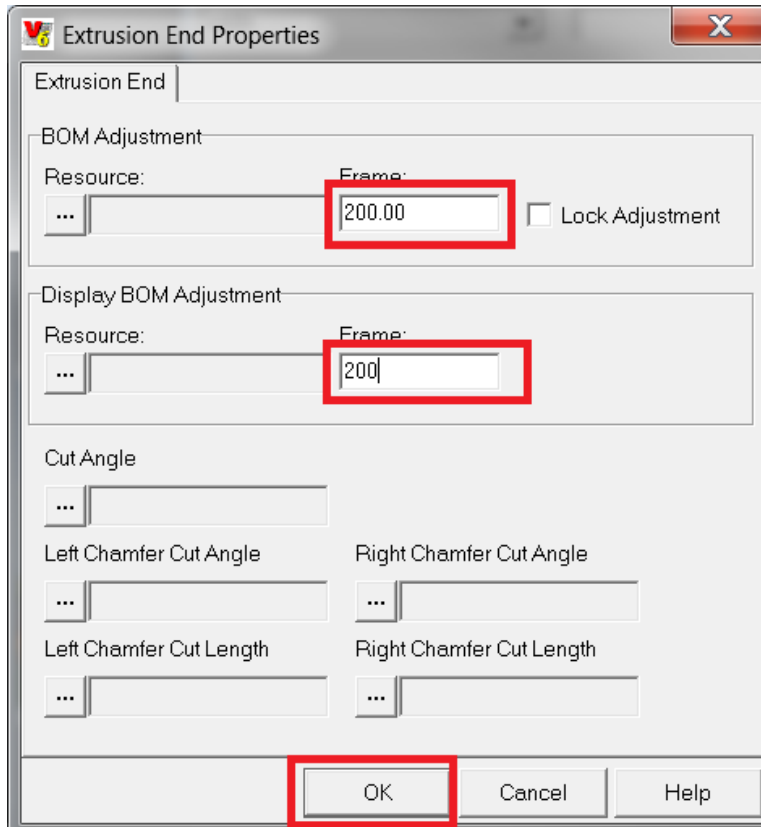 V6 Extrusion End Properties X
Extrusion End
BOM Adjustment
Resource: Frame:
... 200.00 Lock Adjustment
Display BOM Adjustment
Resource: Frame:
... 200
Cut Angle
...
Left Chamfer Cut Angle Right Chamfer Cut Angle
... ...
Left Chamfer Cut Length Right Chamfer Cut Length
... ...
OK Cancel Help